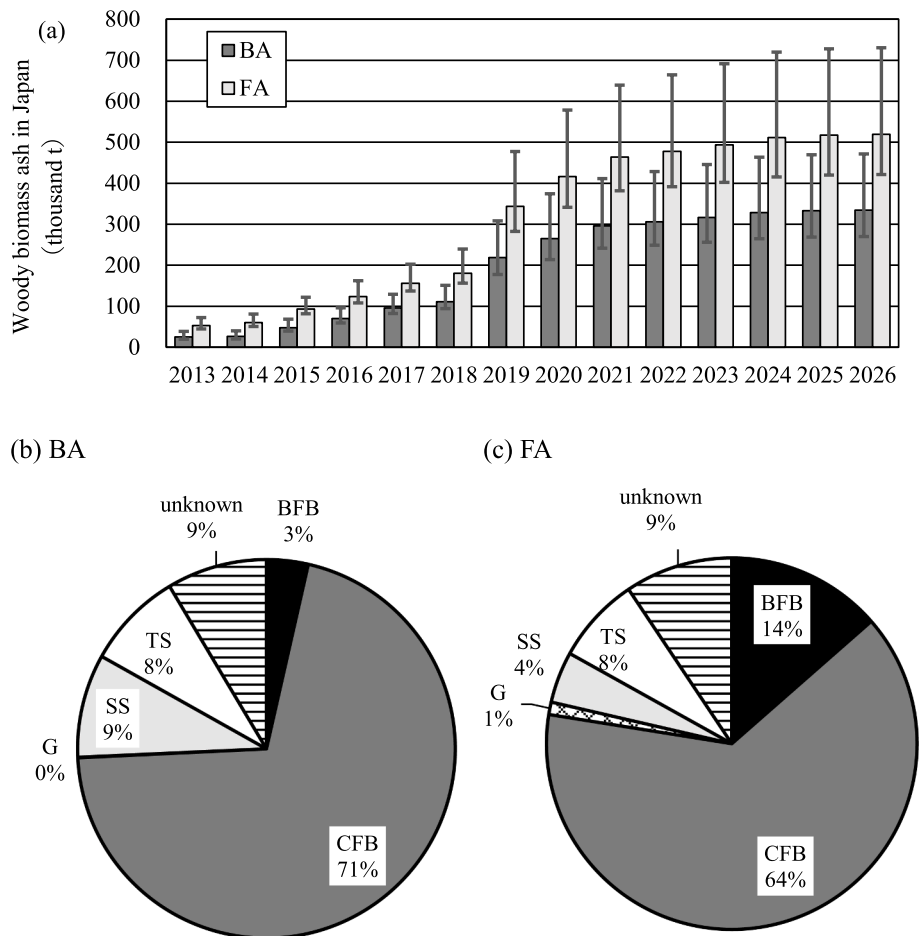 (a)
Woody biomass ash in Japan
(thousand t)
800
700
600
500
400
300
200
100
0
BA
FA
2013 2014 2015 2016 2017 2018 2019 2020 2021 2022 2023 2024 2025 2026
(b) BA
unknown
9%
BFB
3%
TS
8%
SS
9%
G
0%
CFB
71%
(c) FA
unknown
9%
BFB
14%
TS
8%
SS
4%
G
1%
CFB
64%